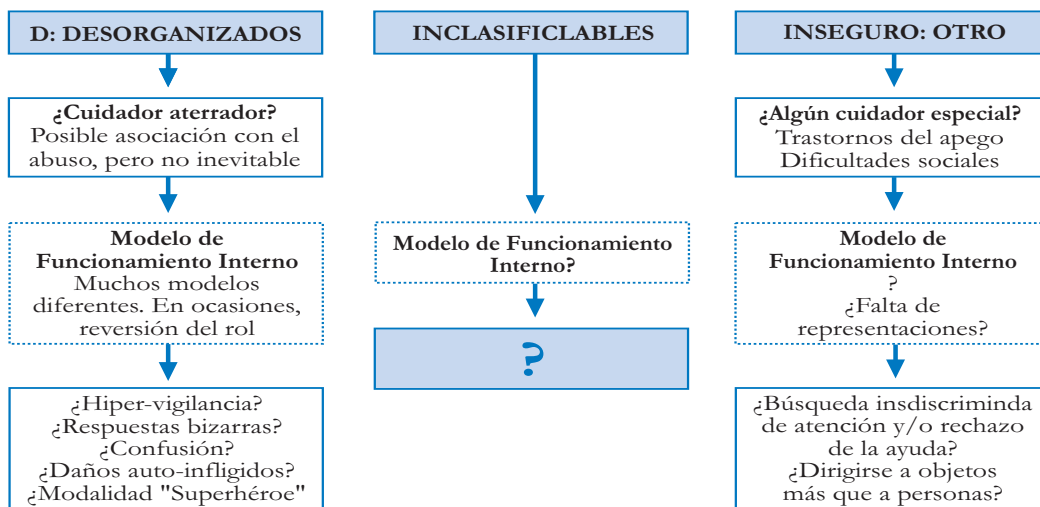 D: DESORGANIZADOS
¿Cuidador aterrador?
Posible asociación con el
abuso, pero no inevitable
Modelo de
Funcionamiento Interno
Muchos modelos
diferentes. En ocasiones,
reversión del rol
¿Hiper-vigilancia?
¿Respuestas bizarras?
¿Confusión?
¿Daños auto-infligidos?
¿Modalidad "Superhéroe"
INCLASIFICLABLES
Modelo de Funcionamiento
Interno?
?
INSEGURO: OTRO
¿Algún cuidador especial?
Trastornos del apego
Dificultades sociales
Modelo de
Funcionamiento Interno
?
¿Falta de
representaciones?
¿Búsqueda insdiscriminda
de atención y/o rechazo
de la ayuda?
¿Dirigirse a objetos
más que a personas?